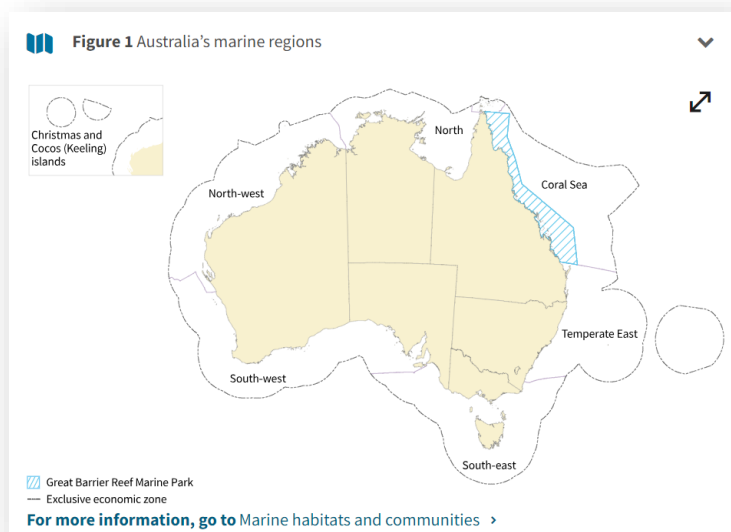 Figure 1 Australia's marine regions
Christmas and
Cocos (Keeling)
islands
North
Coral Sea
North-west
Temperate East
South-west
South-east
Great Barrier Reef Marine Park
Exclusive economic zone
For more information, go to Marine habitats and communities ›